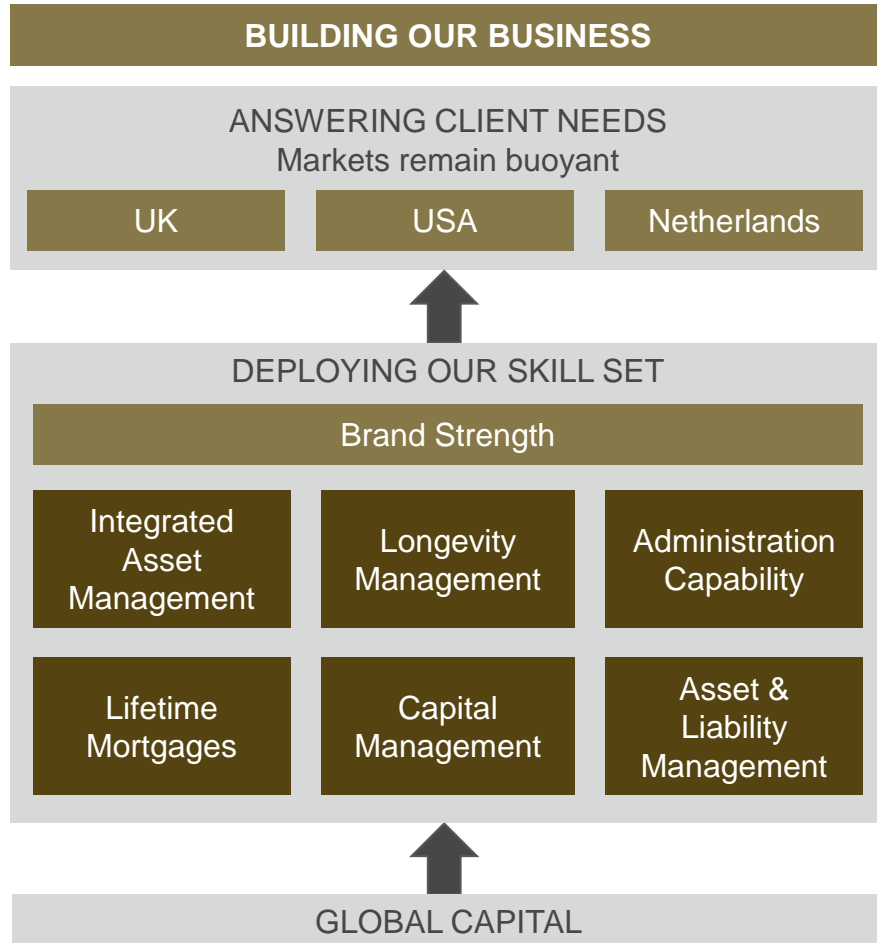 BUILDING OUR BUSINESS
ANSWERING CLIENT NEEDS
Markets remain buoyant
UK
USA
Netherlands
DEPLOYING OUR SKILL SET
Brand Strength
Integrated
Asset
Management
Longevity
Management
Administration
Capability
Lifetime
Mortgages
Capital
Management
Asset &
Liability
Management
GLOBAL CAPITAL